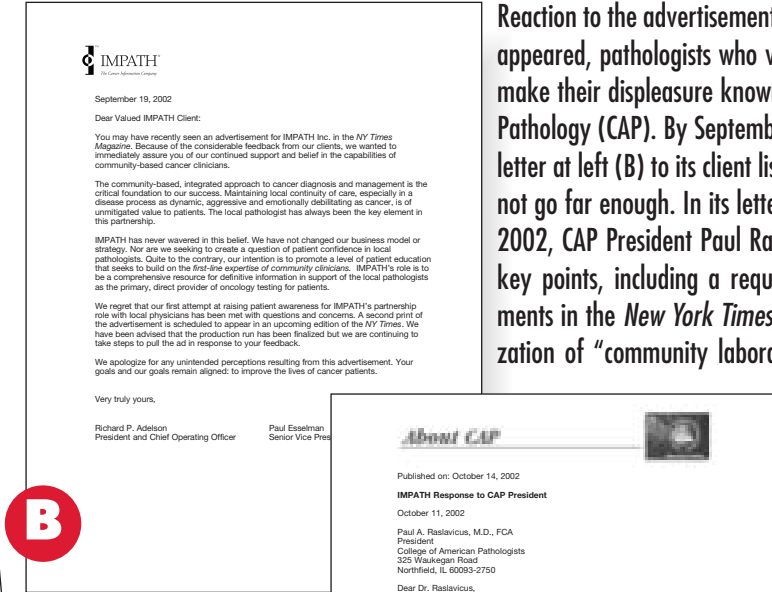 IMPATH
The Cancer Information Company
September 19, 2002
Dear Valued IMPATH Client:
You may have recently seen an advertisement for IMPATH Inc. in the NY Times
Magazine. Because of the considerable feedback from our clients, we wanted to
immediately assure you of our continued support and belief in the capabilities of
community-based cancer clinicians.
The community-based, integrated approach to cancer diagnosis and management is the
critical foundation to our success. Maintaining local continuity of care, especially in a
disease process as dynamic, aggressive and emotionally debilitating as cancer, is of
unmitigated value to patients. The local pathologist has always been the key element in
this partnership.
IMPATH has never wavered in this belief. We have not changed our business model or
strategy. Nor are we seeking to create a question of patient confidence in local
pathologists. Quite to the contrary, our intention is to promote a level of patient education
that seeks to build on the first-line expertise of community clinicians. IMPATH's role is to
be a comprehensive resource for definitive information in support of the local pathologists
as the primary, direct provider of oncology testing for patients.
We regret that our first attempt at raising patient awareness for IMPATH's partnership
role with local physicians has been met with questions and concerns. A second print of
the advertisement is scheduled to appear in an upcoming edition of the NY Times. We
have been advised that the production run has been finalized but we are continuing to
take steps to pull the ad in response to your feedback.
We apologize for any unintended perceptions resulting from this advertisement. Your
goals and our goals remain aligned: to improve the lives of cancer patients.
Very truly yours,
Richard P. Adelson
President and Chief Operating Officer
Paul Esselman
Senior Vice Pres
B
Reaction to the advertisement
appeared, pathologists who v
make their displeasure known
Pathology (CAP). By Septemb
letter at left (B) to its client lis
not go far enough. In its lette
2002, CAP President Paul Ra
key points, including a requ
ments in the New York Times
zation of “community labora
About CAP
Published on: October 14, 2002
IMPATH Response to CAP President
October 11, 2002
Paul A. Raslavicus, M.D., FCA
President
College of American Pathologists
325 Waukegan Road
Northfield, IL 60093-2750
Dear Dr. Raslavicus,